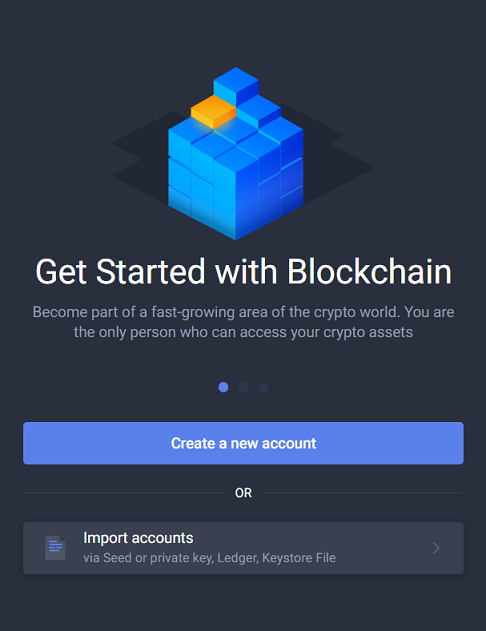 Get Started with Blockchain
Become part of a fast-growing area of the crypto world. You are
the only person who can access your crypto assets
Create a new account
OR
Import accounts
via Seed or private key, Ledger, Keystore File